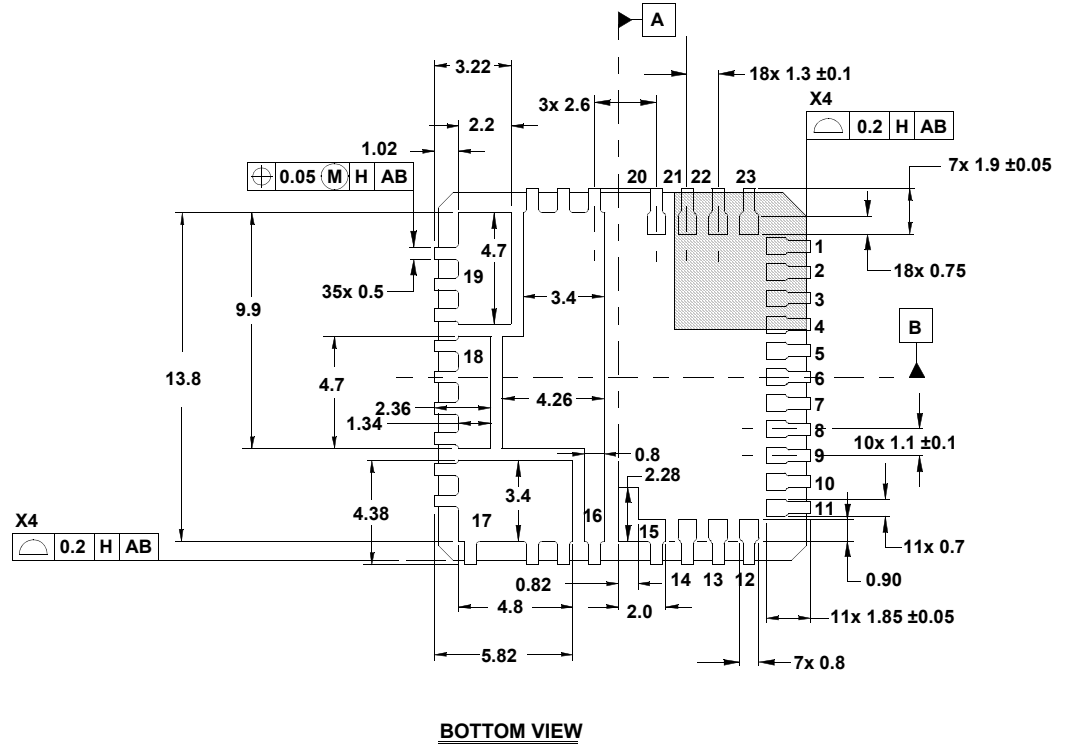 A
3.22
18x 1.3 ±0.1
X4
3x 2.6
2.2
0.2 H AB
1.02
7x 1.9 ±0.05
0.05 M H AB
20 21 22 23
1
4.7
2
18x 0.75
19
35x 0.5
3.4
3
9.9
4
B
5
18
13.8
4.7
6
4.26
2.36
7
1.34
8
10x 1.1 ±0.1
0.8
9
2.28
10
3.4
4.38
11
X4
17
16
15
0.2 H AB
11x 0.7
0.82
14 13 12
0.90
4.8
2.0
11x 1.85 ±0.05
5.82
7x 0.8
BOTTOM VIEW